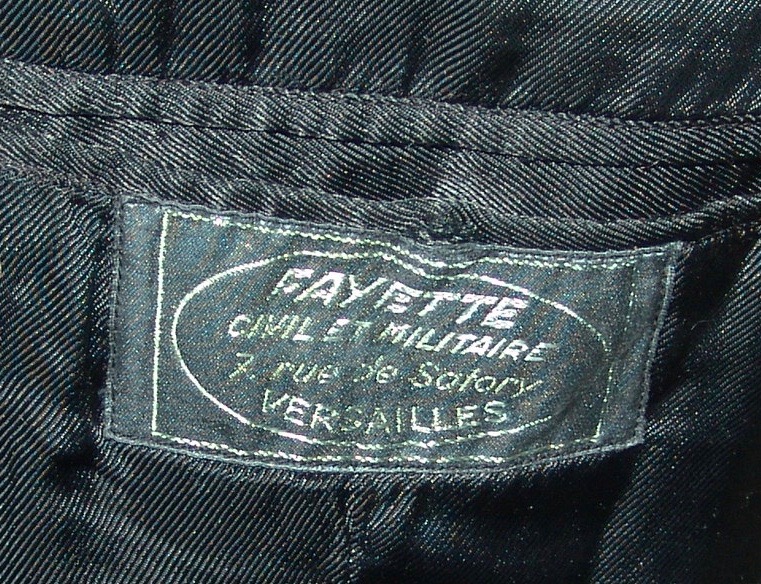 FAYETTE
CIVIL ET MILITAIRE
7, rue de Satory
VERSAILLES